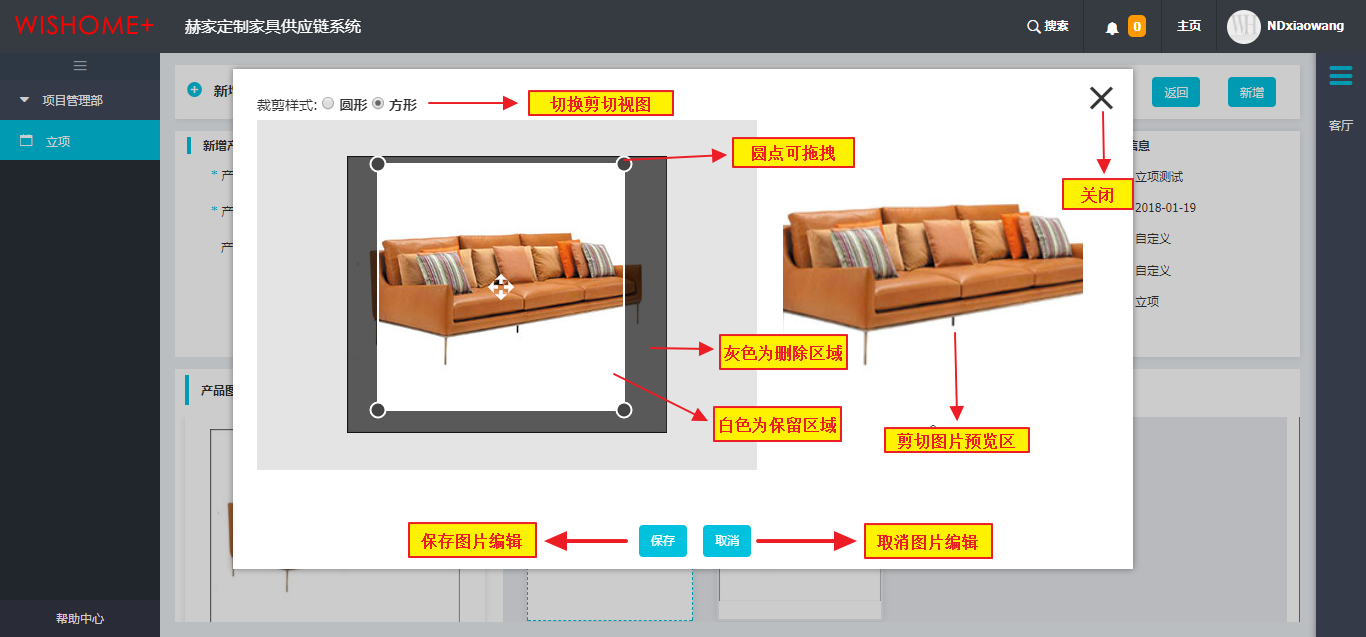 WISHOME+
赫家定制家具供应链系统
搜索
0
主页
NDxiaowang
项目管理部
立项
帮助中心
新增
返回
新增
客厅
裁剪样式:
圆形
方形
切换剪切视图
圆点可拖拽
关闭
新增产
* 产
* 产
产
信息
立项测试
2018-01-19
自定义
自定义
立项
灰色为删除区域
白色为保留区域
剪切图片预览区
产品图
保存图片编辑
保存
取消
取消图片编辑